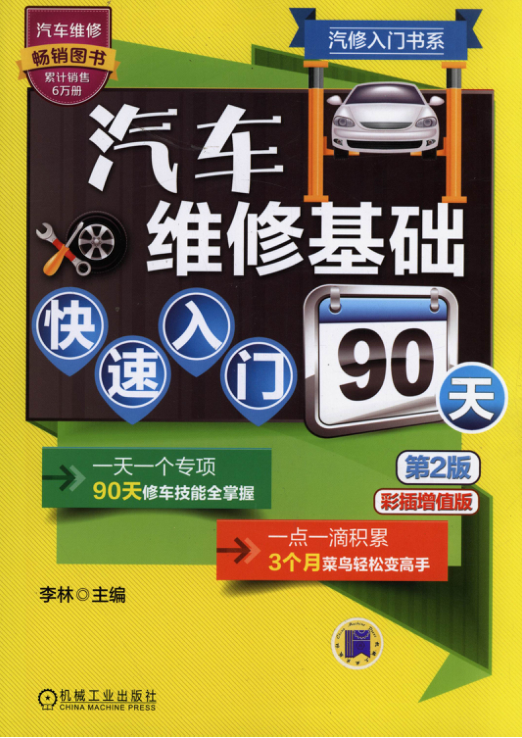 汽车维修
畅销图书
累计销售
6万册
汽修入门书系
汽车
维修基础
快速入门
90
天
第2版
彩插增值版
一天一个专项
90天修车技能全掌握
一点一滴积累
3个月菜鸟轻松变高手
李林◎主编
机械工业出版社
CHINA MACHINE PRESS